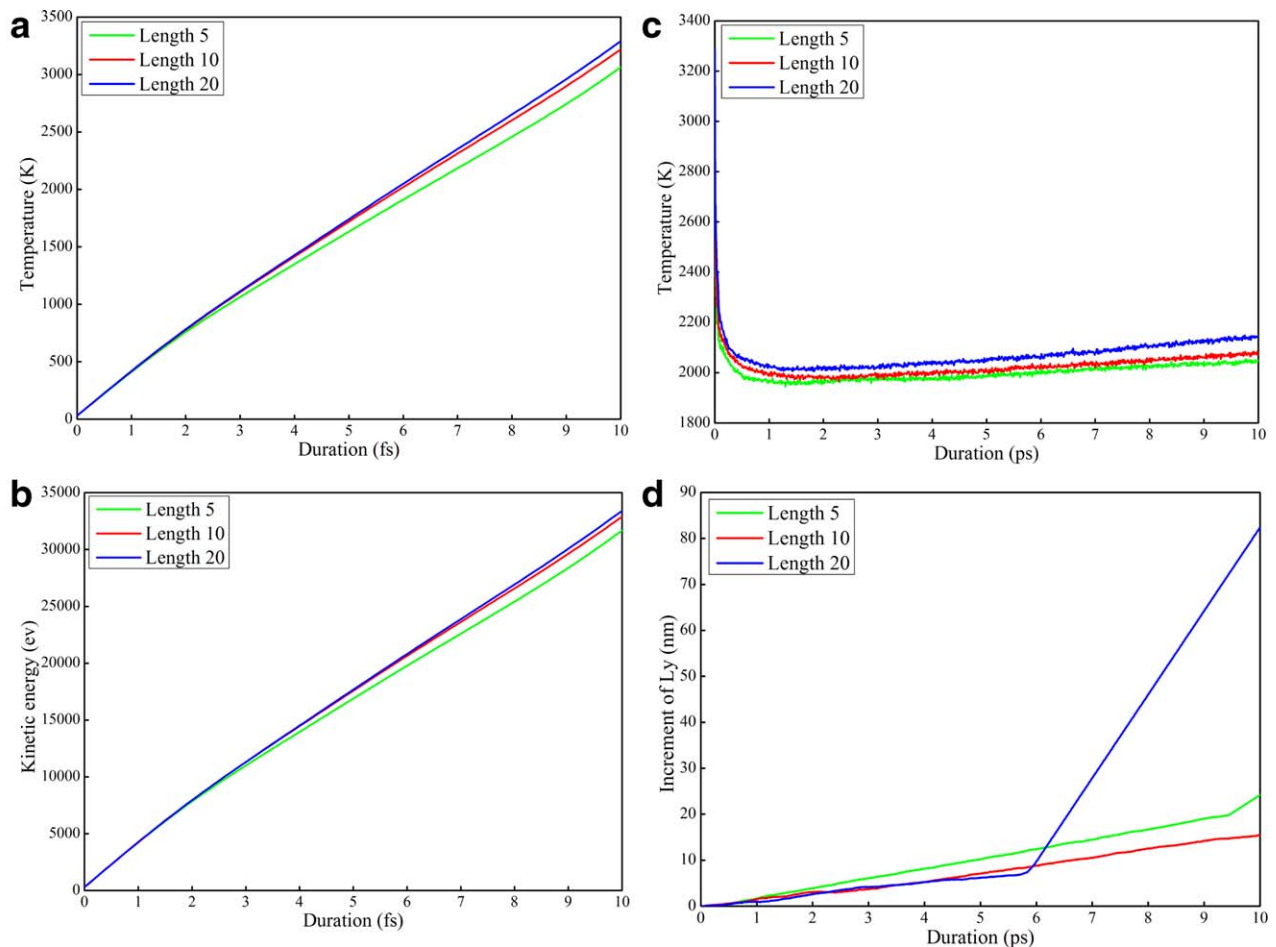 a
Length 5
Length 10
Length 20
3500
3000
2500
2000
1500
1000
500
0
Temperature (K)
0 1 2 3 4 5 6 7 8 9 10
Duration (fs)
c
Length 5
Length 10
Length 20
3400
3200
3000
2800
2600
2400
2200
2000
1800
Temperature (K)
0 1 2 3 4 5 6 7 8 9 10
Duration (ps)
b
Length 5
Length 10
Length 20
35000
30000
25000
20000
15000
10000
5000
0
Kinetic energy (ev)
0 1 2 3 4 5 6 7 8 9 10
Duration (fs)
d
Length 5
Length 10
Length 20
90
80
70
60
50
40
30
20
10
0
Increment of Ly (nm)
0 1 2 3 4 5 6 7 8 9 10
Duration (ps)